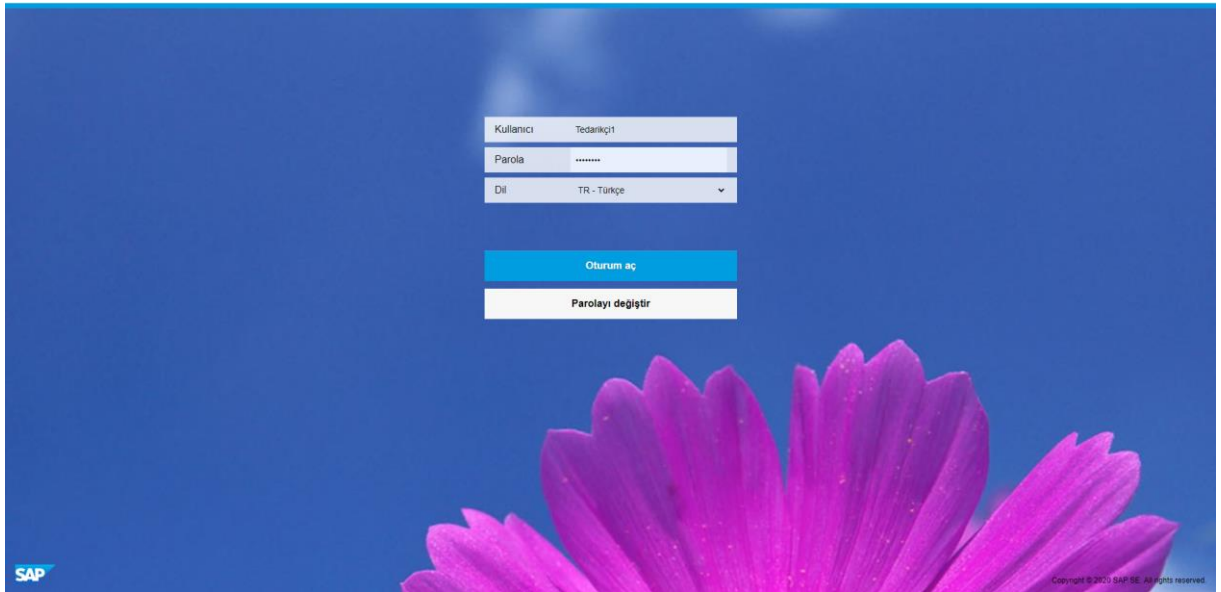 Kullanıcı Tedarikçi1
Parola ••••••••
Dil TR - Türkçe
Oturum aç
Parolayı değiştir
SAP
Copyright © 2020 SAP SE. All rights reserved.